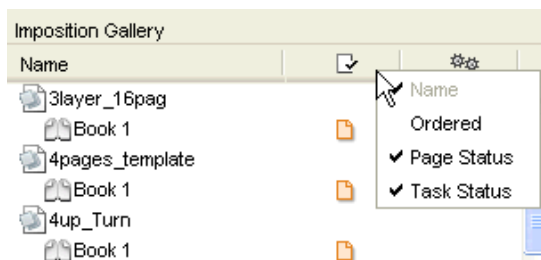 Imposition Gallery
Name
3layer_16pag
Book 1
4pages_template
Book 1
4up_Turn
Book 1
Name
Ordered
Page Status
Task Status